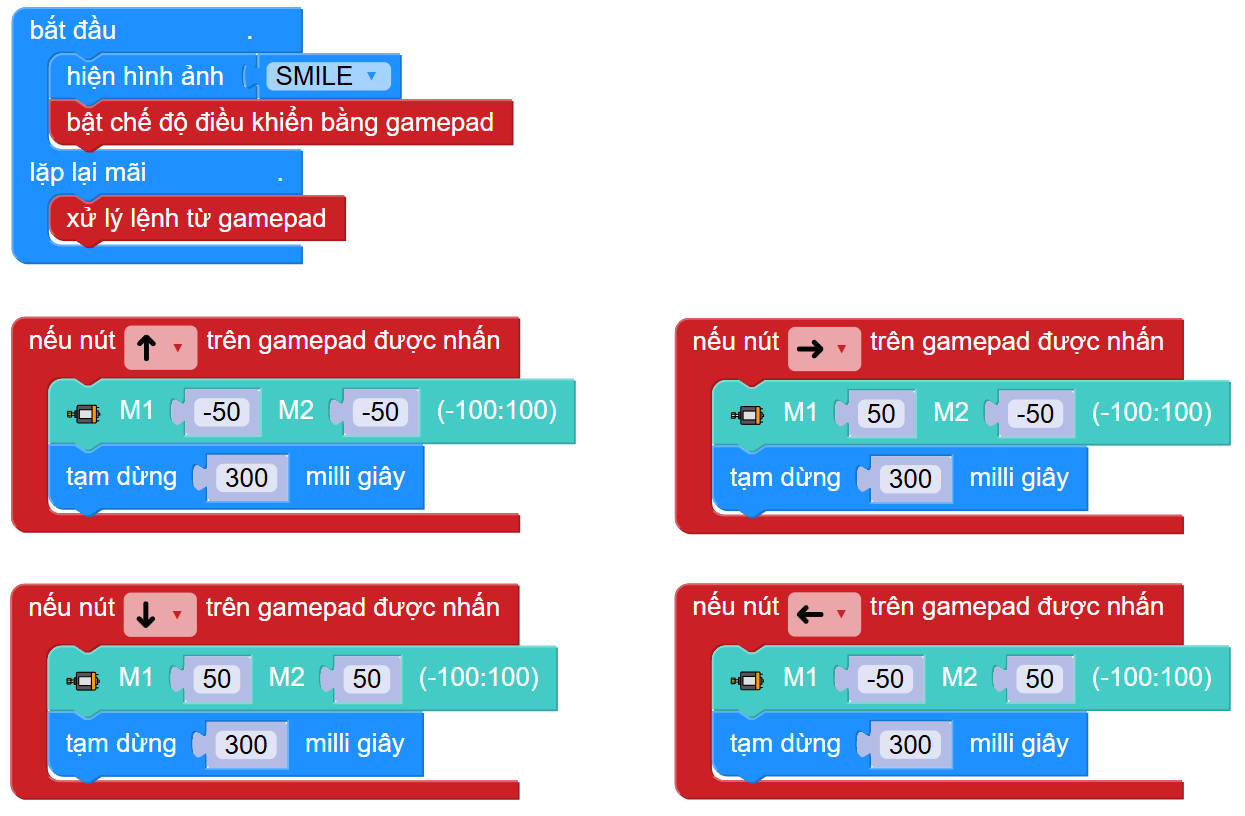 bắt đầu .
hiện hình ảnh SMILE
bật chế độ điều khiển bằng gamepad
lặp lại mãi .
xử lý lệnh từ gamepad
nếu nút ↑ trên gamepad được nhấn
M1 -50 M2 -50 (-100:100)
tạm dừng 300 milli giây
nếu nút → trên gamepad được nhấn
M1 50 M2 -50 (-100:100)
tạm dừng 300 milli giây
nếu nút ↓ trên gamepad được nhấn
M1 50 M2 50 (-100:100)
tạm dừng 300 milli giây
nếu nút ← trên gamepad được nhấn
M1 -50 M2 50 (-100:100)
tạm dừng 300 milli giây